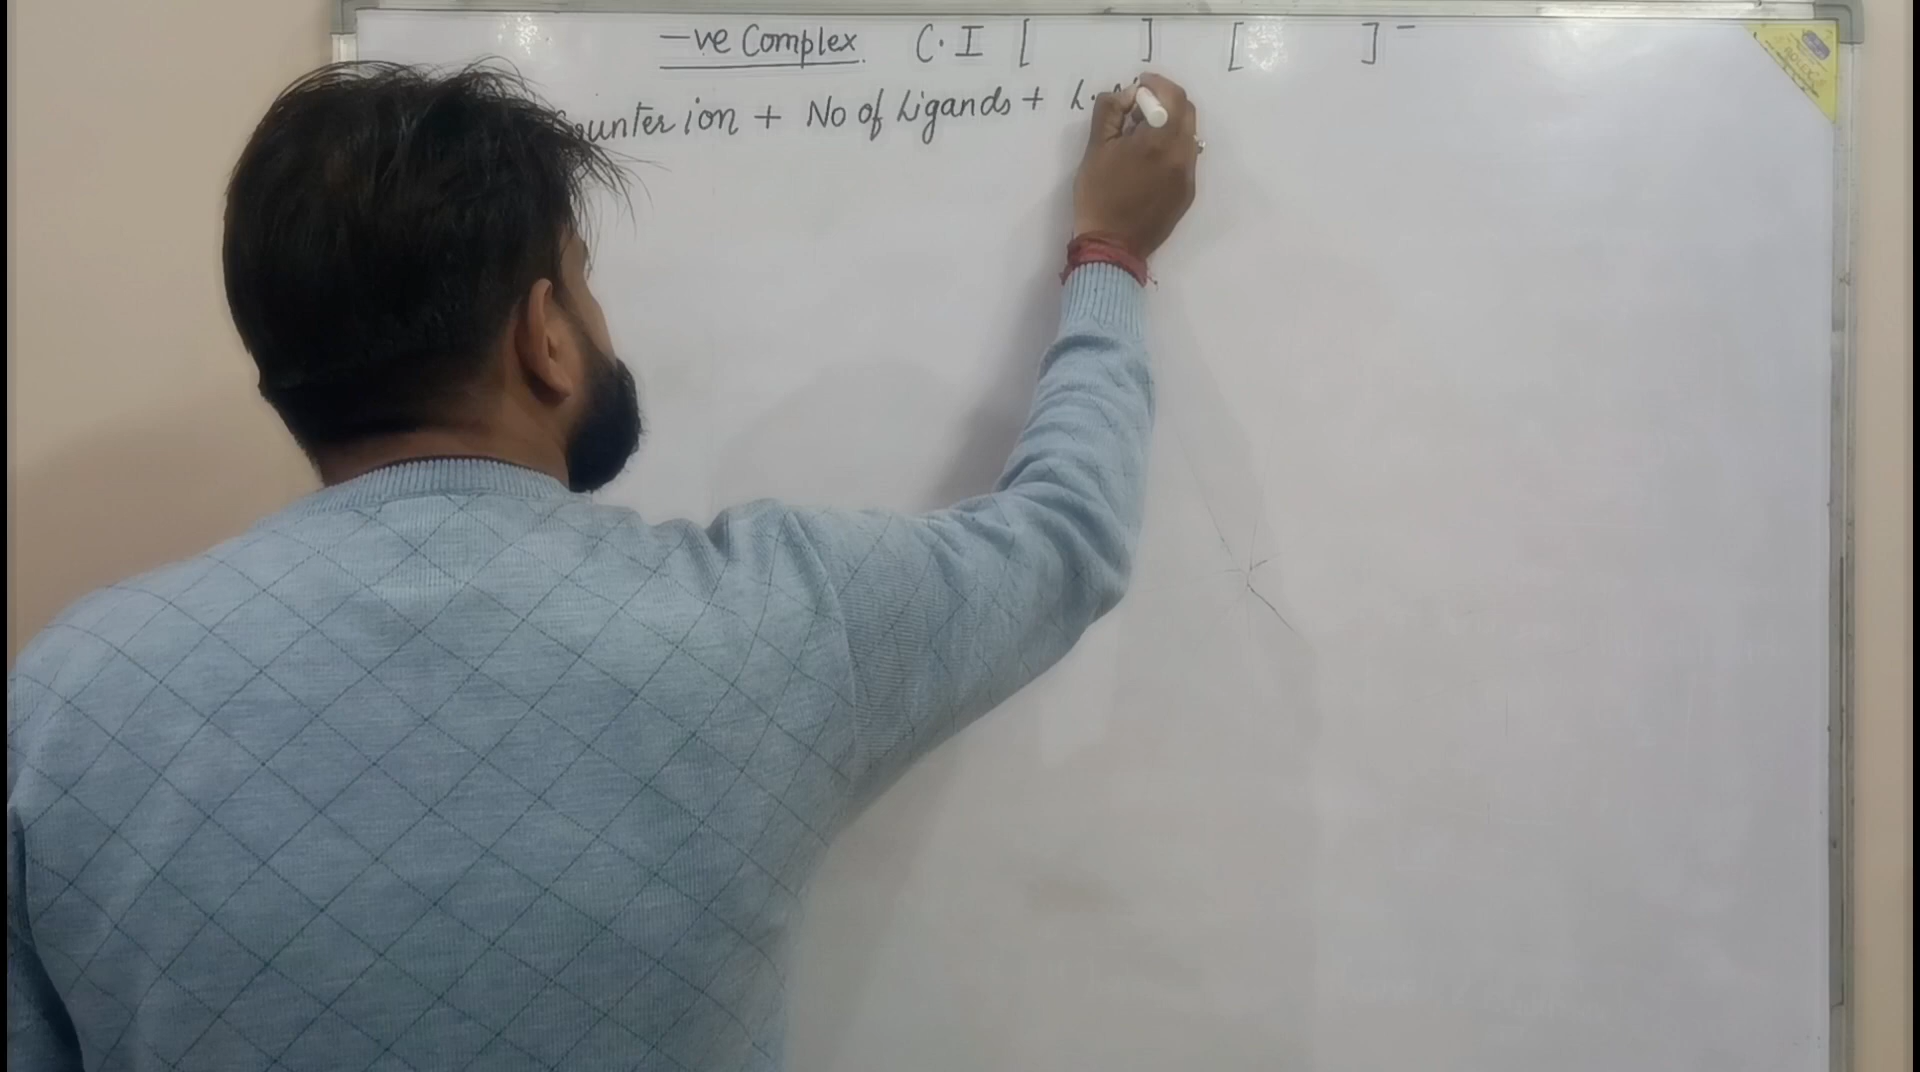 -ve Complex C.I [ ] [ ]⁻
Counter ion + No of Ligands + L.